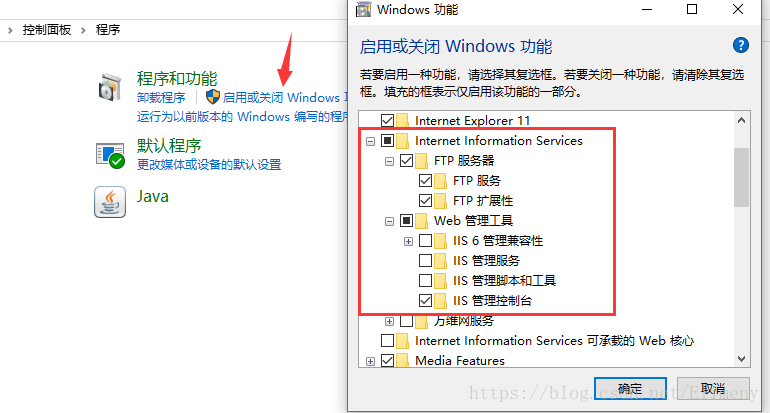 控制面板 > 程序
程序和功能
卸载程序
启用或关闭 Windows
运行为以前版本的 Windows 编写的程
默认程序
更改媒体或设备的默认设置
Java
Windows 功能
启用或关闭 Windows 功能
若要启用一种功能，请选择其复选框。若要关闭一种功能，请清除其复选
框。填充的框表示仅启用该功能的一部分。
Internet Explorer 11
Internet Information Services
FTP 服务器
FTP 服务
FTP 扩展性
Web 管理工具
IIS 6 管理兼容性
IIS 管理服务
IIS 管理脚本和工具
IIS 管理控制台
万维网服务
Internet Information Services 可承载的 Web 核心
Media Features
确定
取消